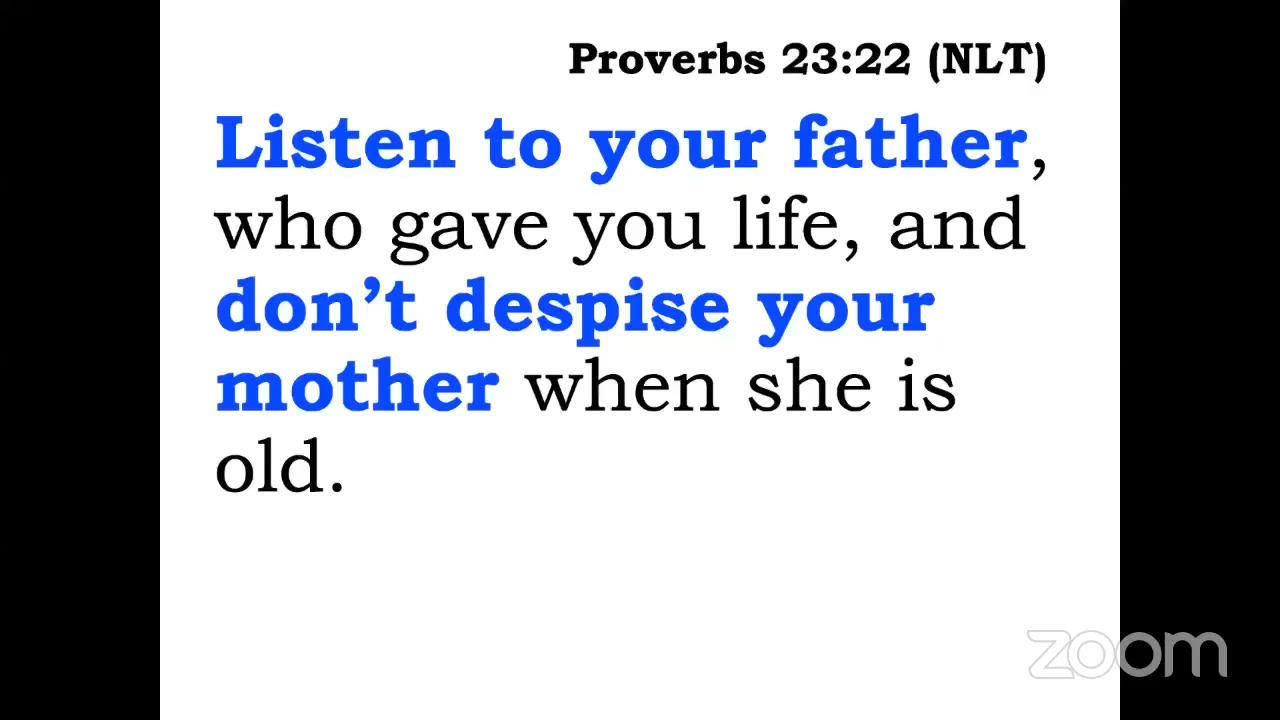 Proverbs 23:22 (NLT)
Listen to your father,
who gave you life, and
don’t despise your
mother when she is
old.
zoom